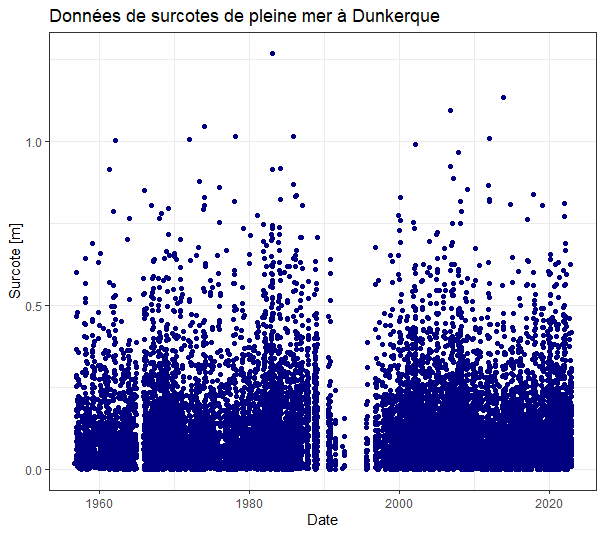 Données de surcotes de pleine mer à Dunkerque
Surcote [m]
1.0
0.5
0.0
1960 1980 2000 2020
Date